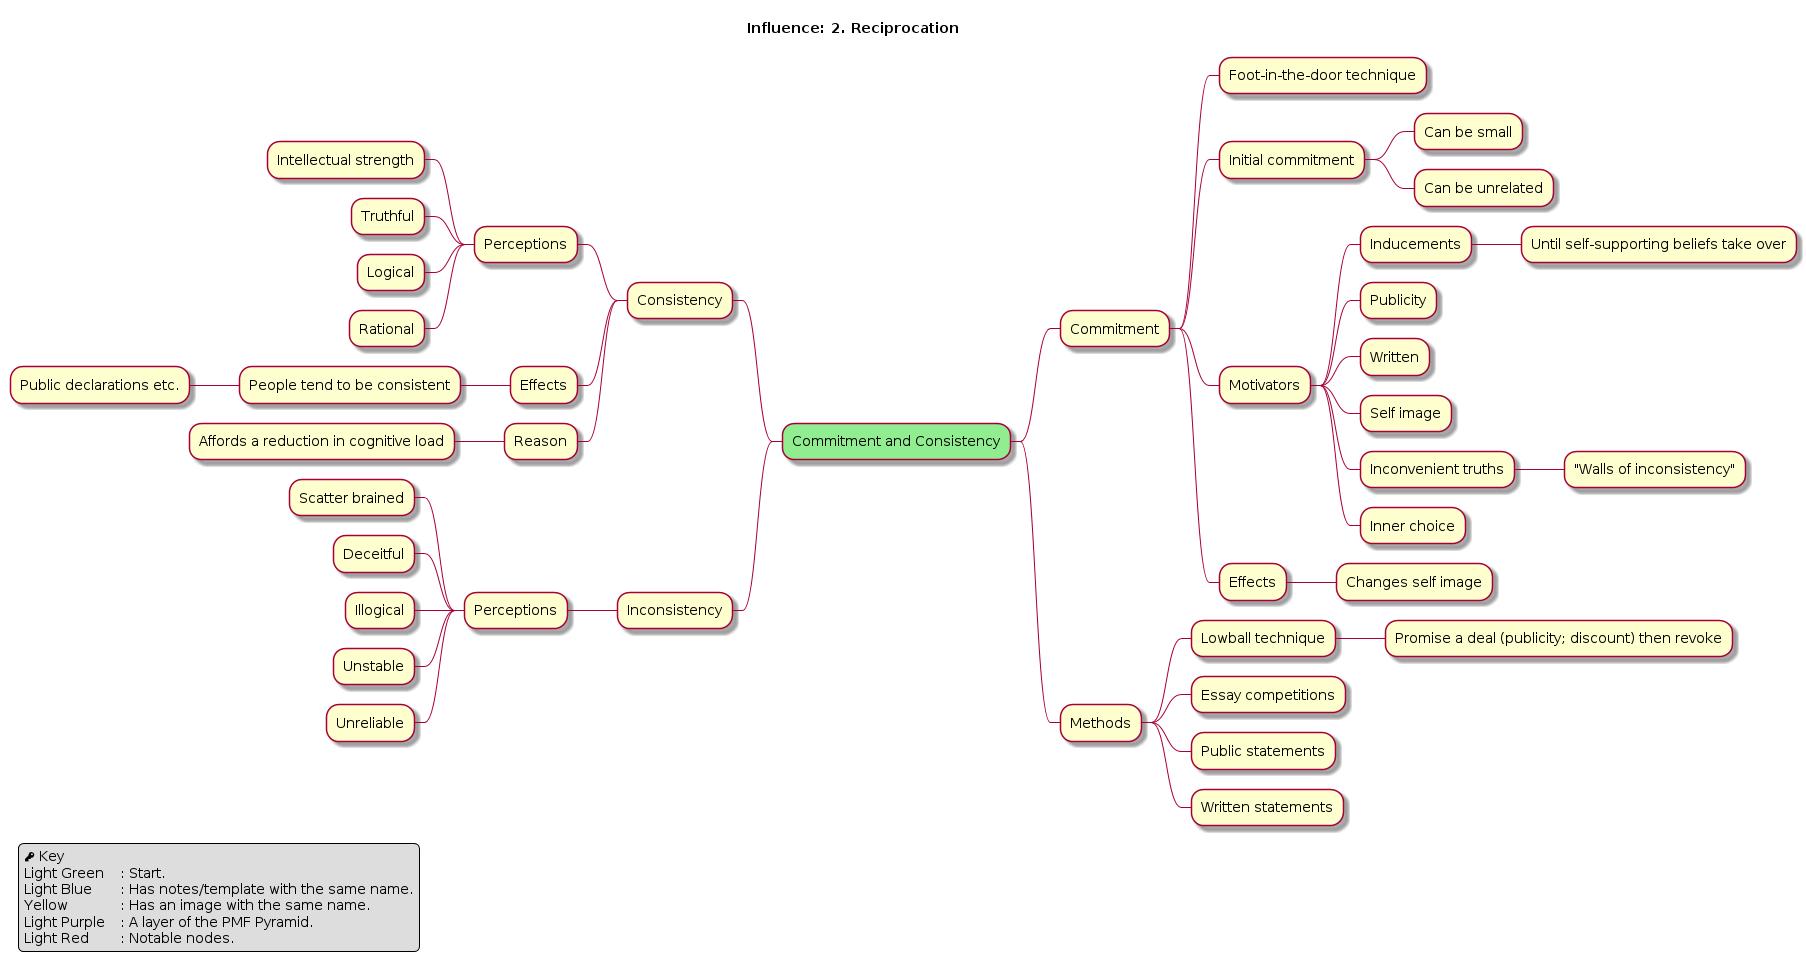 Influence: 2. Reciprocation
Foot-in-the-door technique
Can be small
Intellectual strength
Initial commitment
Can be unrelated
Truthful
Perceptions
Inducements
Until self-supporting beliefs take over
Logical
Consistency
Publicity
Rational
Commitment
Written
Public declarations etc.
People tend to be consistent
Effects
Motivators
Self image
Affords a reduction in cognitive load
Reason
Commitment and Consistency
Inconvenient truths
"Walls of inconsistency"
Scatter brained
Inner choice
Deceitful
Effects
Changes self image
Illogical
Perceptions
Inconsistency
Lowball technique
Promise a deal (publicity; discount) then revoke
Unstable
Essay competitions
Unreliable
Methods
Public statements
Written statements
Key
Light Green : Start.
Light Blue : Has notes/template with the same name.
Yellow : Has an image with the same name.
Light Purple : A layer of the PMF Pyramid.
Light Red : Notable nodes.